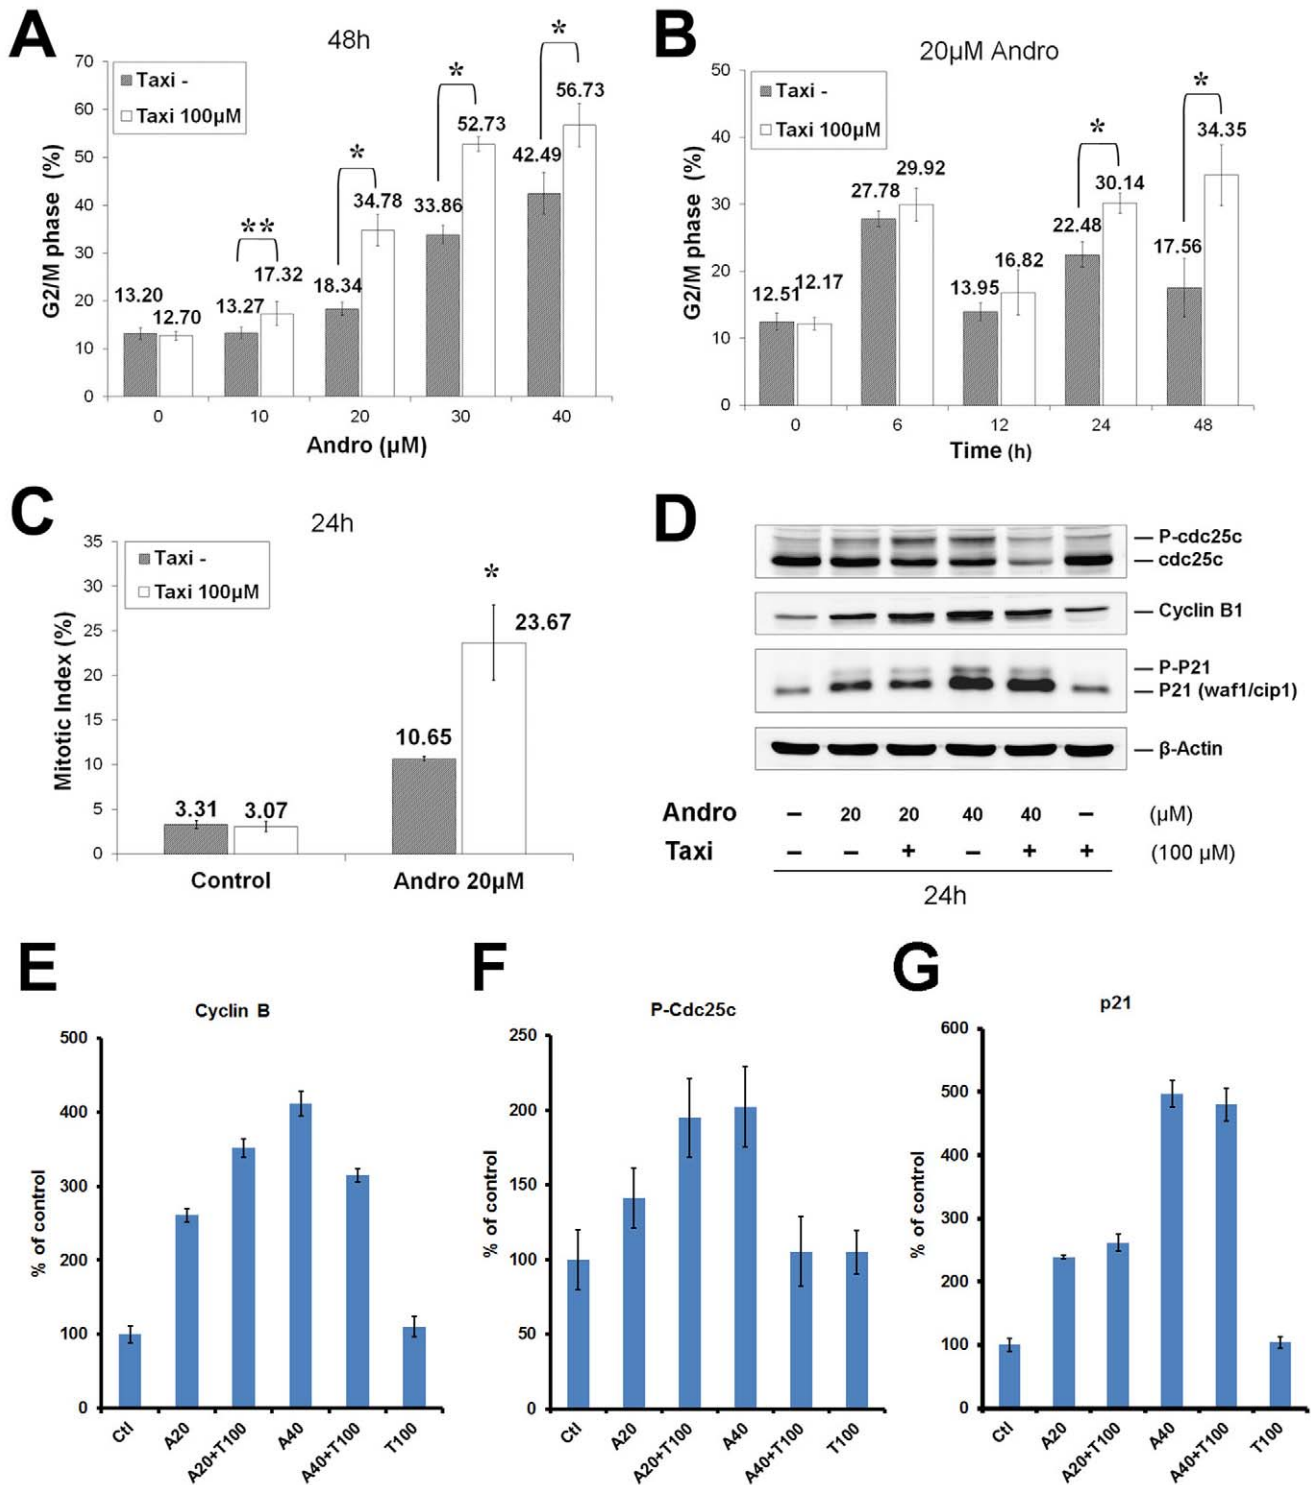 A
48h
Taxi -
Taxi 100µM
G2/M phase (%)
70
60
50
40
30
20
10
0
13.20
12.70
13.27
17.32
**
18.34
34.78
*
33.86
52.73
*
42.49
56.73
*
0 10 20 30 40
Andro (µM)
B
20µM Andro
Taxi -
Taxi 100µM
G2/M phase (%)
50
40
30
20
10
0
12.51
12.17
27.78
29.92
13.95
16.82
22.48
30.14
*
17.56
34.35
*
0 6 12 24 48
Time (h)
C
24h
Taxi -
Taxi 100µM
Mitotic Index (%)
35
30
25
20
15
10
5
0
3.31
3.07
10.65
23.67
*
Control Andro 20µM
D
P-cdc25c
cdc25c
Cyclin B1
P-P21
P21 (waf1/cip1)
β-Actin
Andro – 20 20 40 40 – (µM)
Taxi – – + – + + (100 µM)
24h
E
Cyclin B
% of control
500
400
300
200
100
0
Ctl A20 A20+T100 A40 A40+T100 T100
F
P-Cdc25c
% of control
250
200
150
100
50
0
Ctl A20 A20+T100 A40 A40+T100 T100
G
p21
% of control
600
500
400
300
200
100
0
Ctl A20 A20+T100 A40 A40+T100 T100